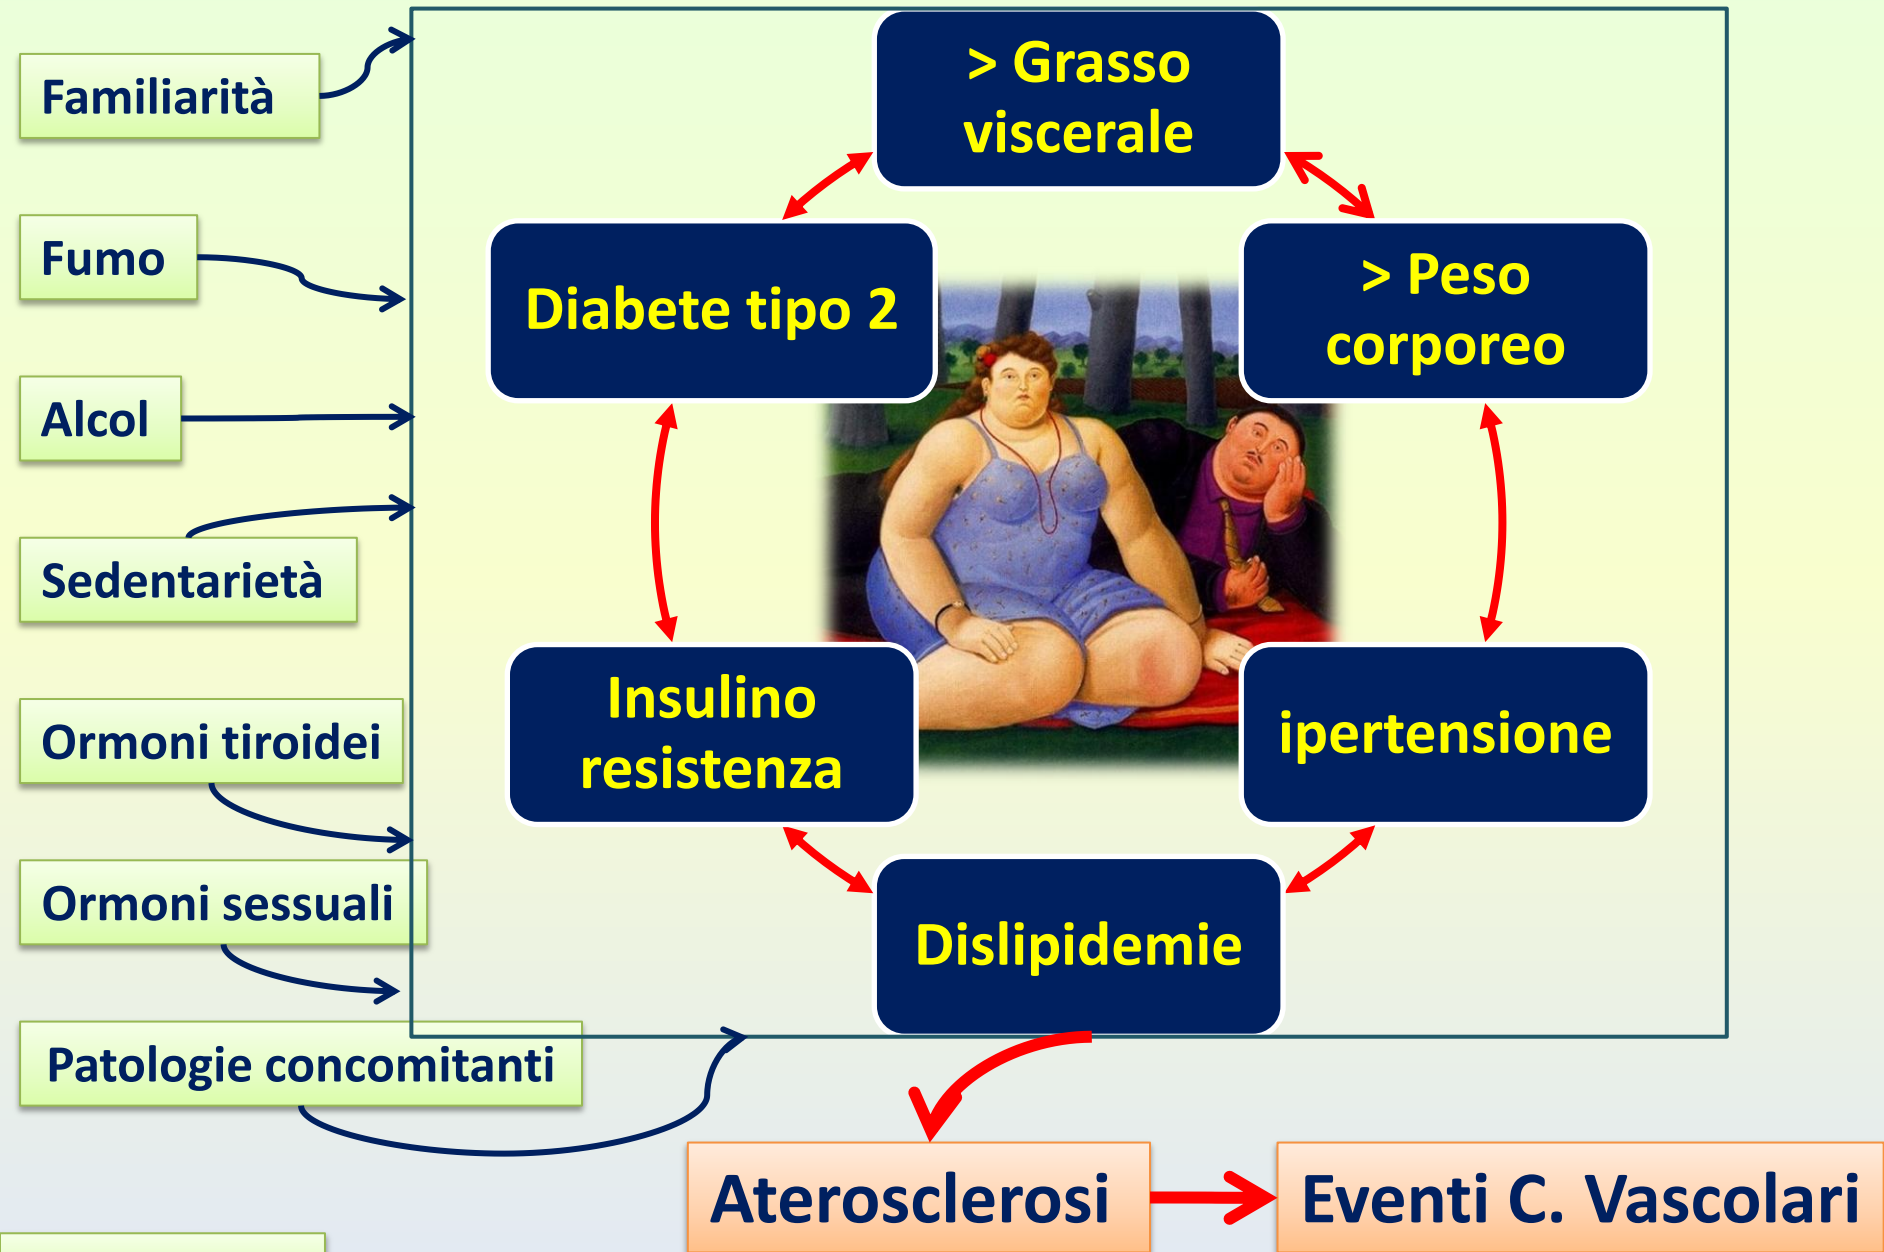 Familiarità
Fumo
Alcol
Sedentarietà
Ormoni tiroidei
Ormoni sessuali
Patologie concomitanti
> Grasso
viscerale
> Peso
corporeo
ipertensione
Dislipidemie
Insulino
resistenza
Diabete tipo 2
Aterosclerosi
Eventi C. Vascolari